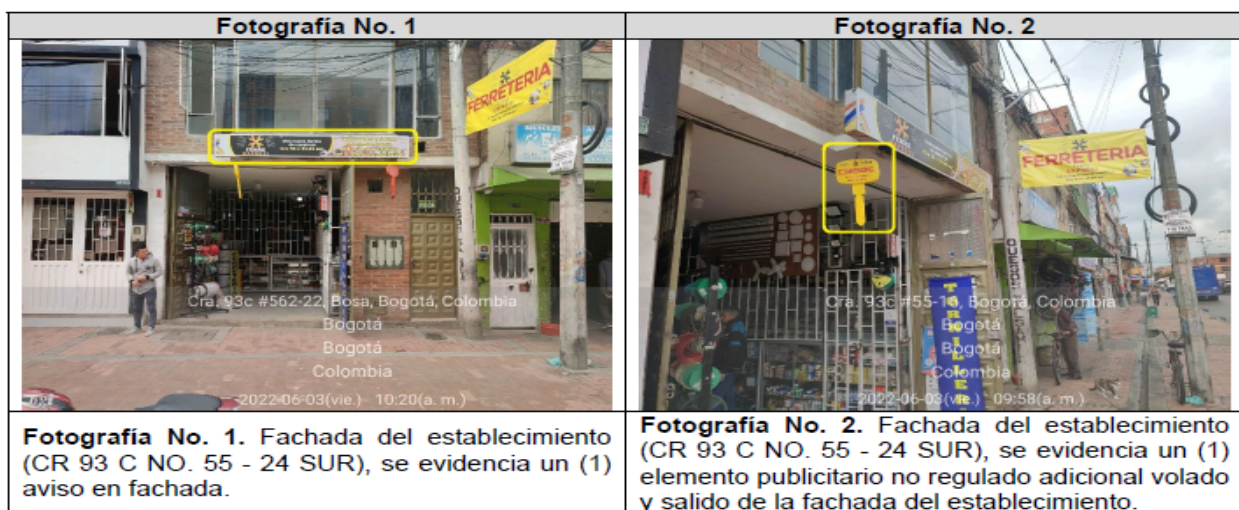 Fotografía No. 1
Fotografía No. 2
FERRETERIA
Cra. 93c #562-22, Bosa, Bogotá, Colombia
Bogotá
Bogotá
Colombia
2022-06-03(vie.) 10:20(a. m.)
FERRETERIA
TORNILLE
Cra. 93c #55-16, Bogotá, Colombia
Bogotá
Bogotá
Colombia
2022-06-03(vie.) 09:58(a. m.)
Fotografía No. 1. Fachada del establecimiento
(CR 93 C NO. 55 - 24 SUR), se evidencia un (1)
aviso en fachada.
Fotografía No. 2. Fachada del establecimiento
(CR 93 C NO. 55 - 24 SUR), se evidencia un (1)
elemento publicitario no regulado adicional volado
y salido de la fachada del establecimiento.